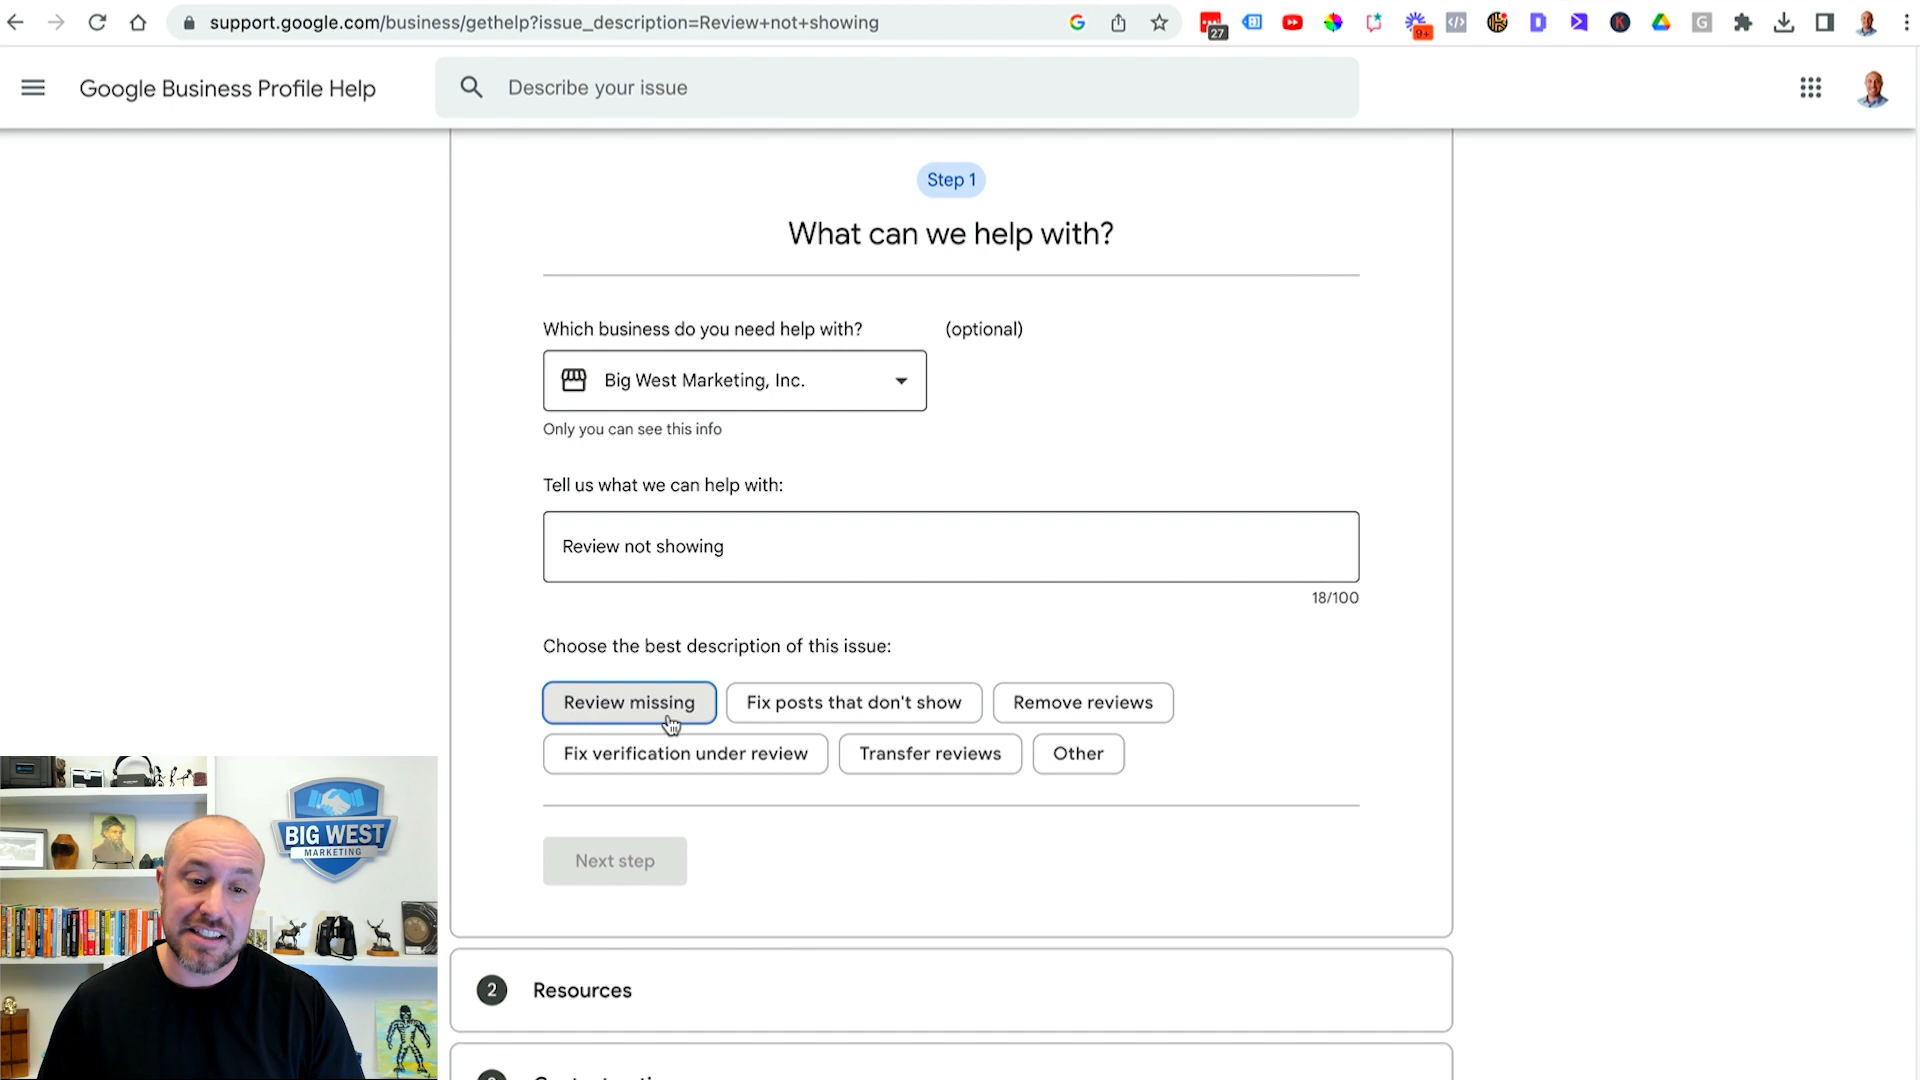 support.google.com/business/gethelp?issue_description=Review+not+showing
27
9+
Google Business Profile Help
Describe your issue
Step 1
What can we help with?
Which business do you need help with? (optional)
Big West Marketing, Inc.
Only you can see this info
Tell us what we can help with:
Review not showing
18/100
Choose the best description of this issue:
Review missing
Fix posts that don't show
Remove reviews
Fix verification under review
Transfer reviews
Other
Next step
2 Resources
BIG WEST
MARKETING